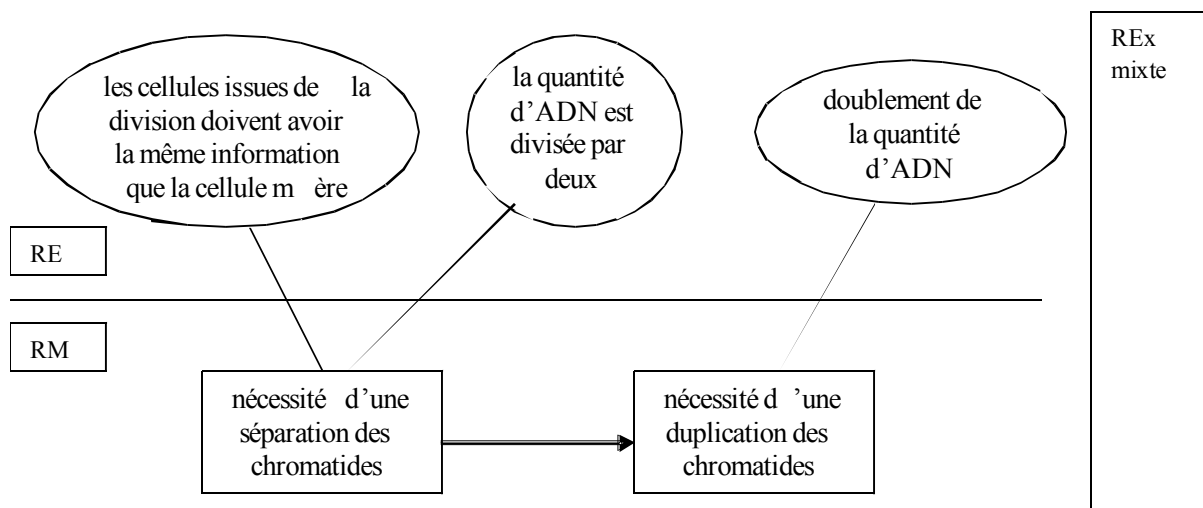 les cellules issues de la
division doivent avoir
la même information
que la cellule m ère
la quantité
d’ADN est
divisée par
deux
doublement de
la quantité
d’ADN
REx
mixte
RE
RM
nécessité d’une
séparation des
chromatides
nécessité d ’une
duplication des
chromatides